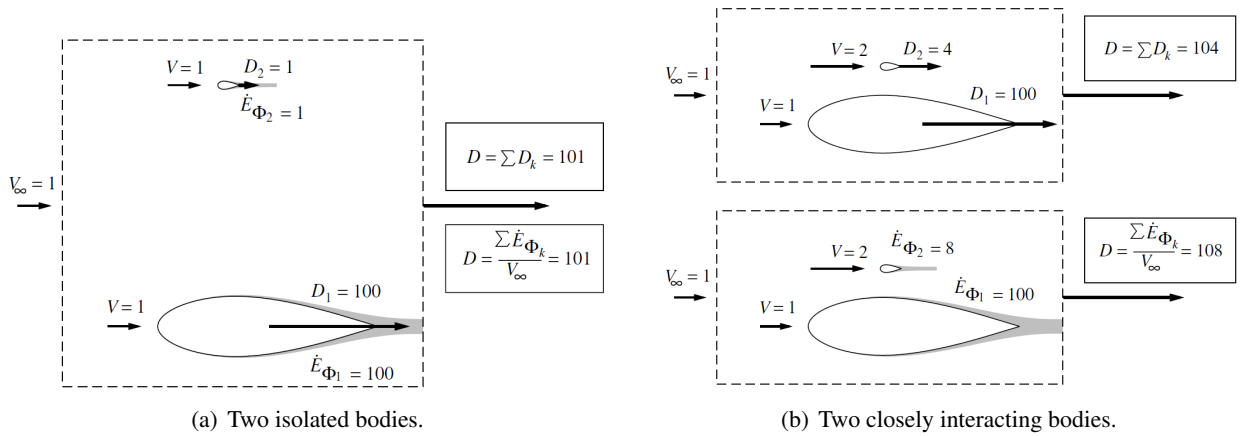 V = 1
D₂ = 1
Ė_Φ₂ = 1
V∞ = 1
D = ∑ D_k = 101
D = ∑ Ė_Φ_k / V∞ = 101
V = 1
D₁ = 100
Ė_Φ₁ = 100
(a) Two isolated bodies.
V∞ = 1
V = 2
D₂ = 4
V = 1
D₁ = 100
D = ∑ D_k = 104
V∞ = 1
V = 2
Ė_Φ₂ = 8
V = 1
Ė_Φ₁ = 100
D = ∑ Ė_Φ_k / V∞ = 108
(b) Two closely interacting bodies.